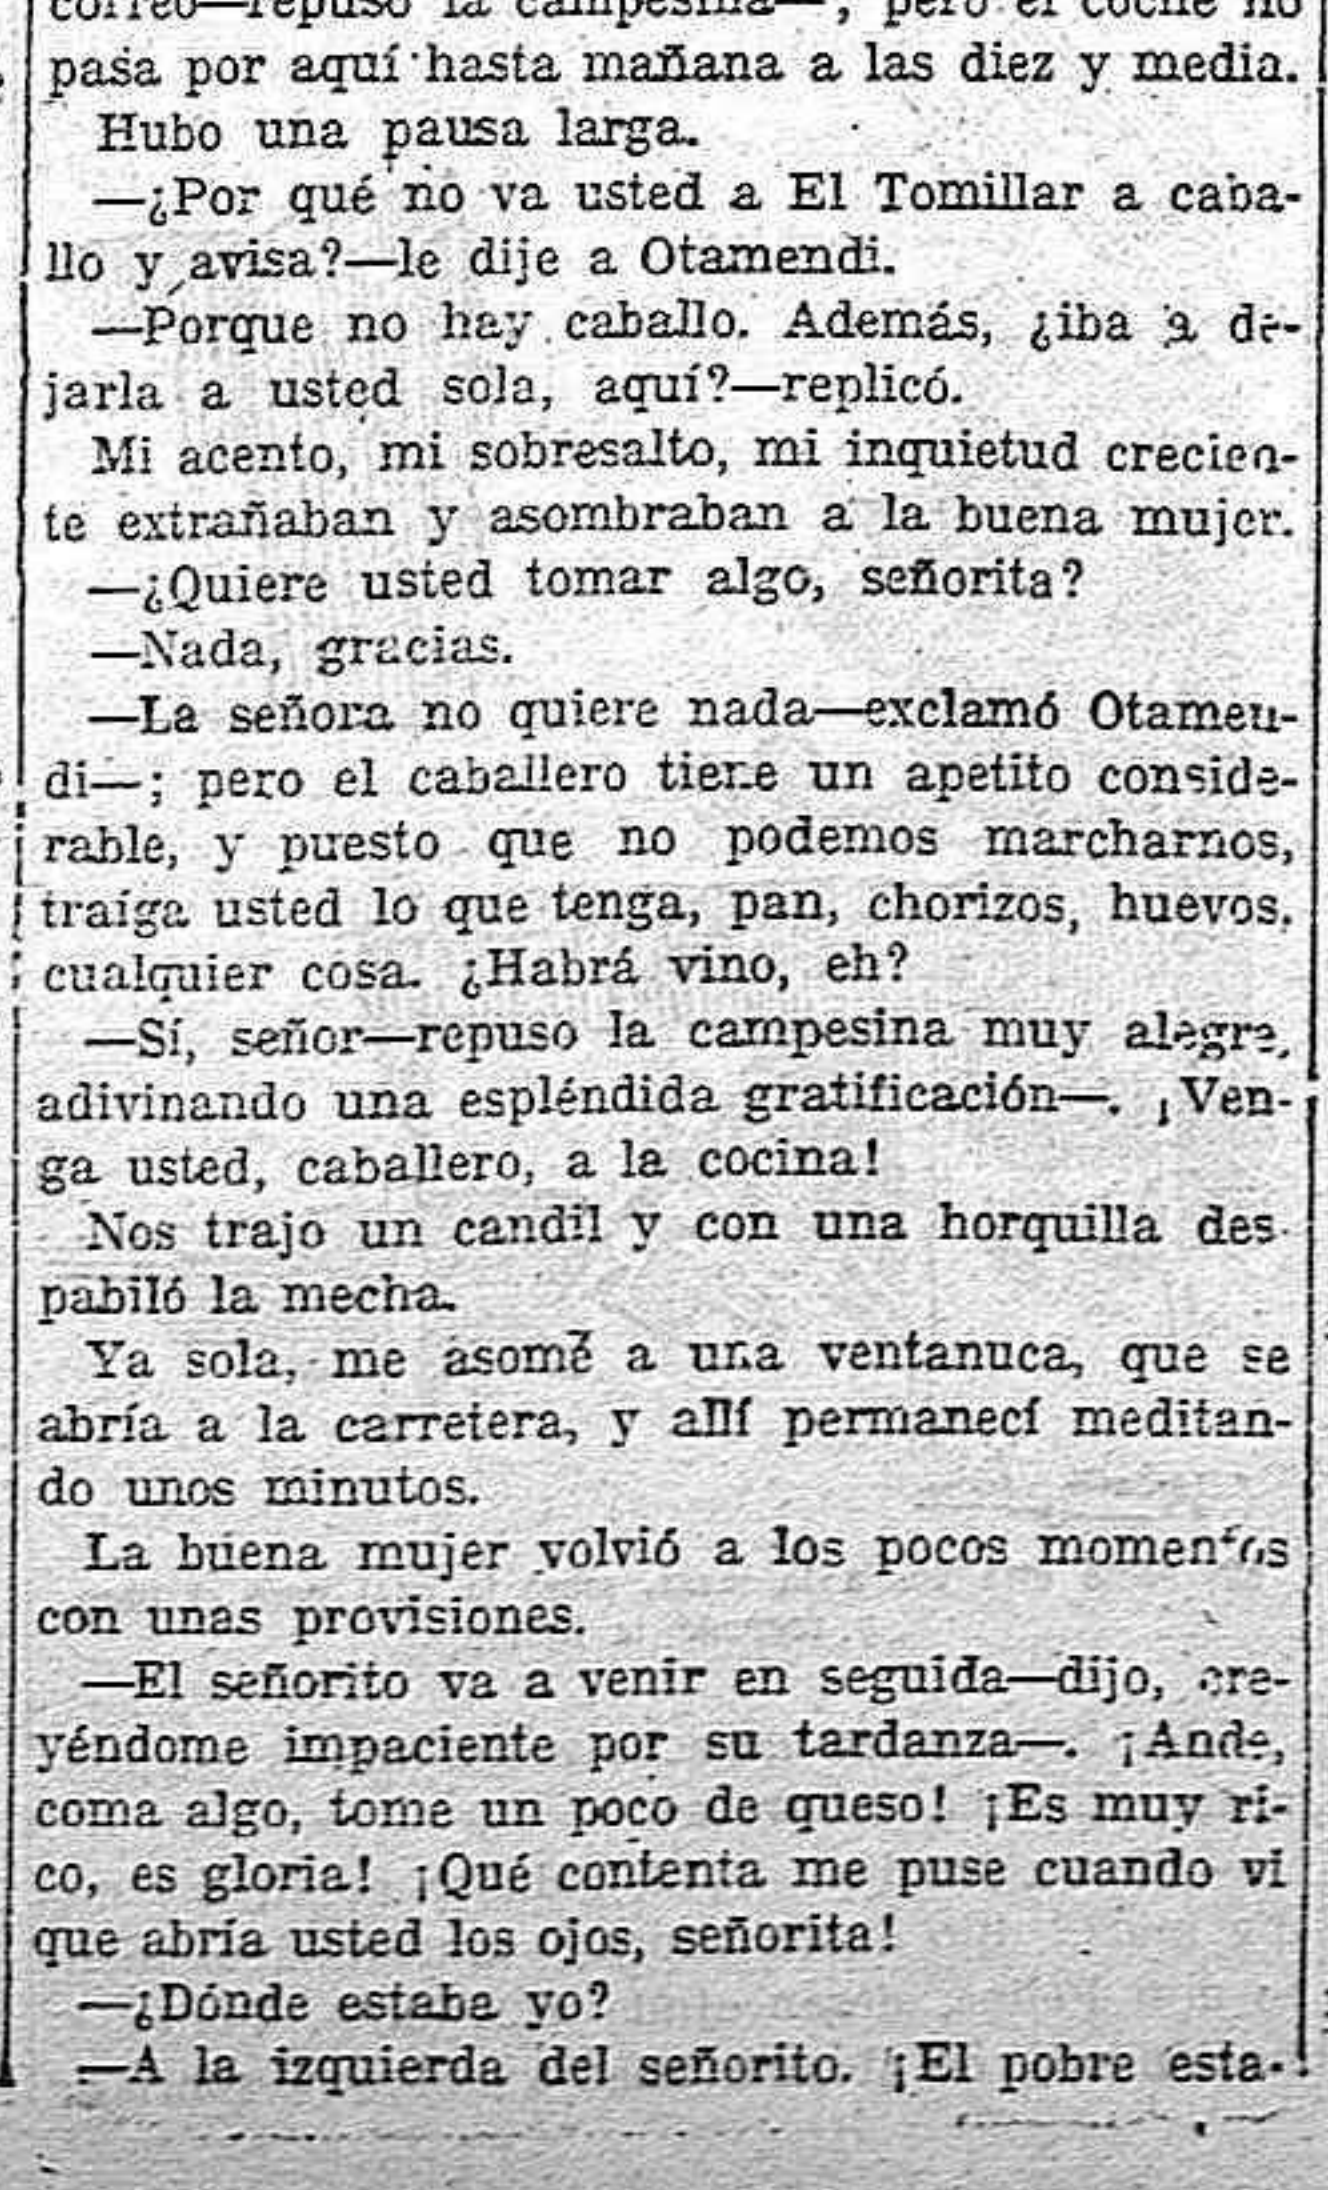 correo—repuso la campesina—; pero el coche no
pasa por aquí hasta mañana a las diez y media.
Hubo una pausa larga.
—¿Por qué no va usted a El Tomillar a caba-
llo y avisa?—le dije a Otamendi.
—Porque no hay caballo. Además, ¿iba a de-
jarla a usted sola, aquí?—replicó.
Mi acento, mi sobresalto, mi inquietud crecien-
te extrañaban y asombraban a la buena mujer.
—¿Quiere usted tomar algo, señorita?
—Nada, gracias.
—La señora no quiere nada—exclamó Otamen-
di—; pero el caballero tiene un apetito conside-
rable, y puesto que no podemos marcharnos,
traiga usted lo que tenga, pan, chorizos, huevos,
cualquier cosa. ¿Habrá vino, eh?
—Sí, señor—repuso la campesina muy alegre,
adivinando una espléndida gratificación—. ¡Ven-
ga usted, caballero, a la cocina!
Nos trajo un candil y con una horquilla des-
pabiló la mecha.
Ya sola, me asomé a una ventanuca, que se
abría a la carretera, y allí permanecí meditan-
do unos minutos.
La buena mujer volvió a los pocos momentos
con unas provisiones.
—El señorito va a venir en seguida—dijo, cre-
yéndome impaciente por su tardanza—. ¡Ande,
coma algo, tome un poco de queso! ¡Es muy ri-
co, es gloria! ¡Qué contenta me puse cuando vi
que abría usted los ojos, señorita!
—¿Dónde estaba yo?
—A la izquierda del señorito. ¡El pobre esta-